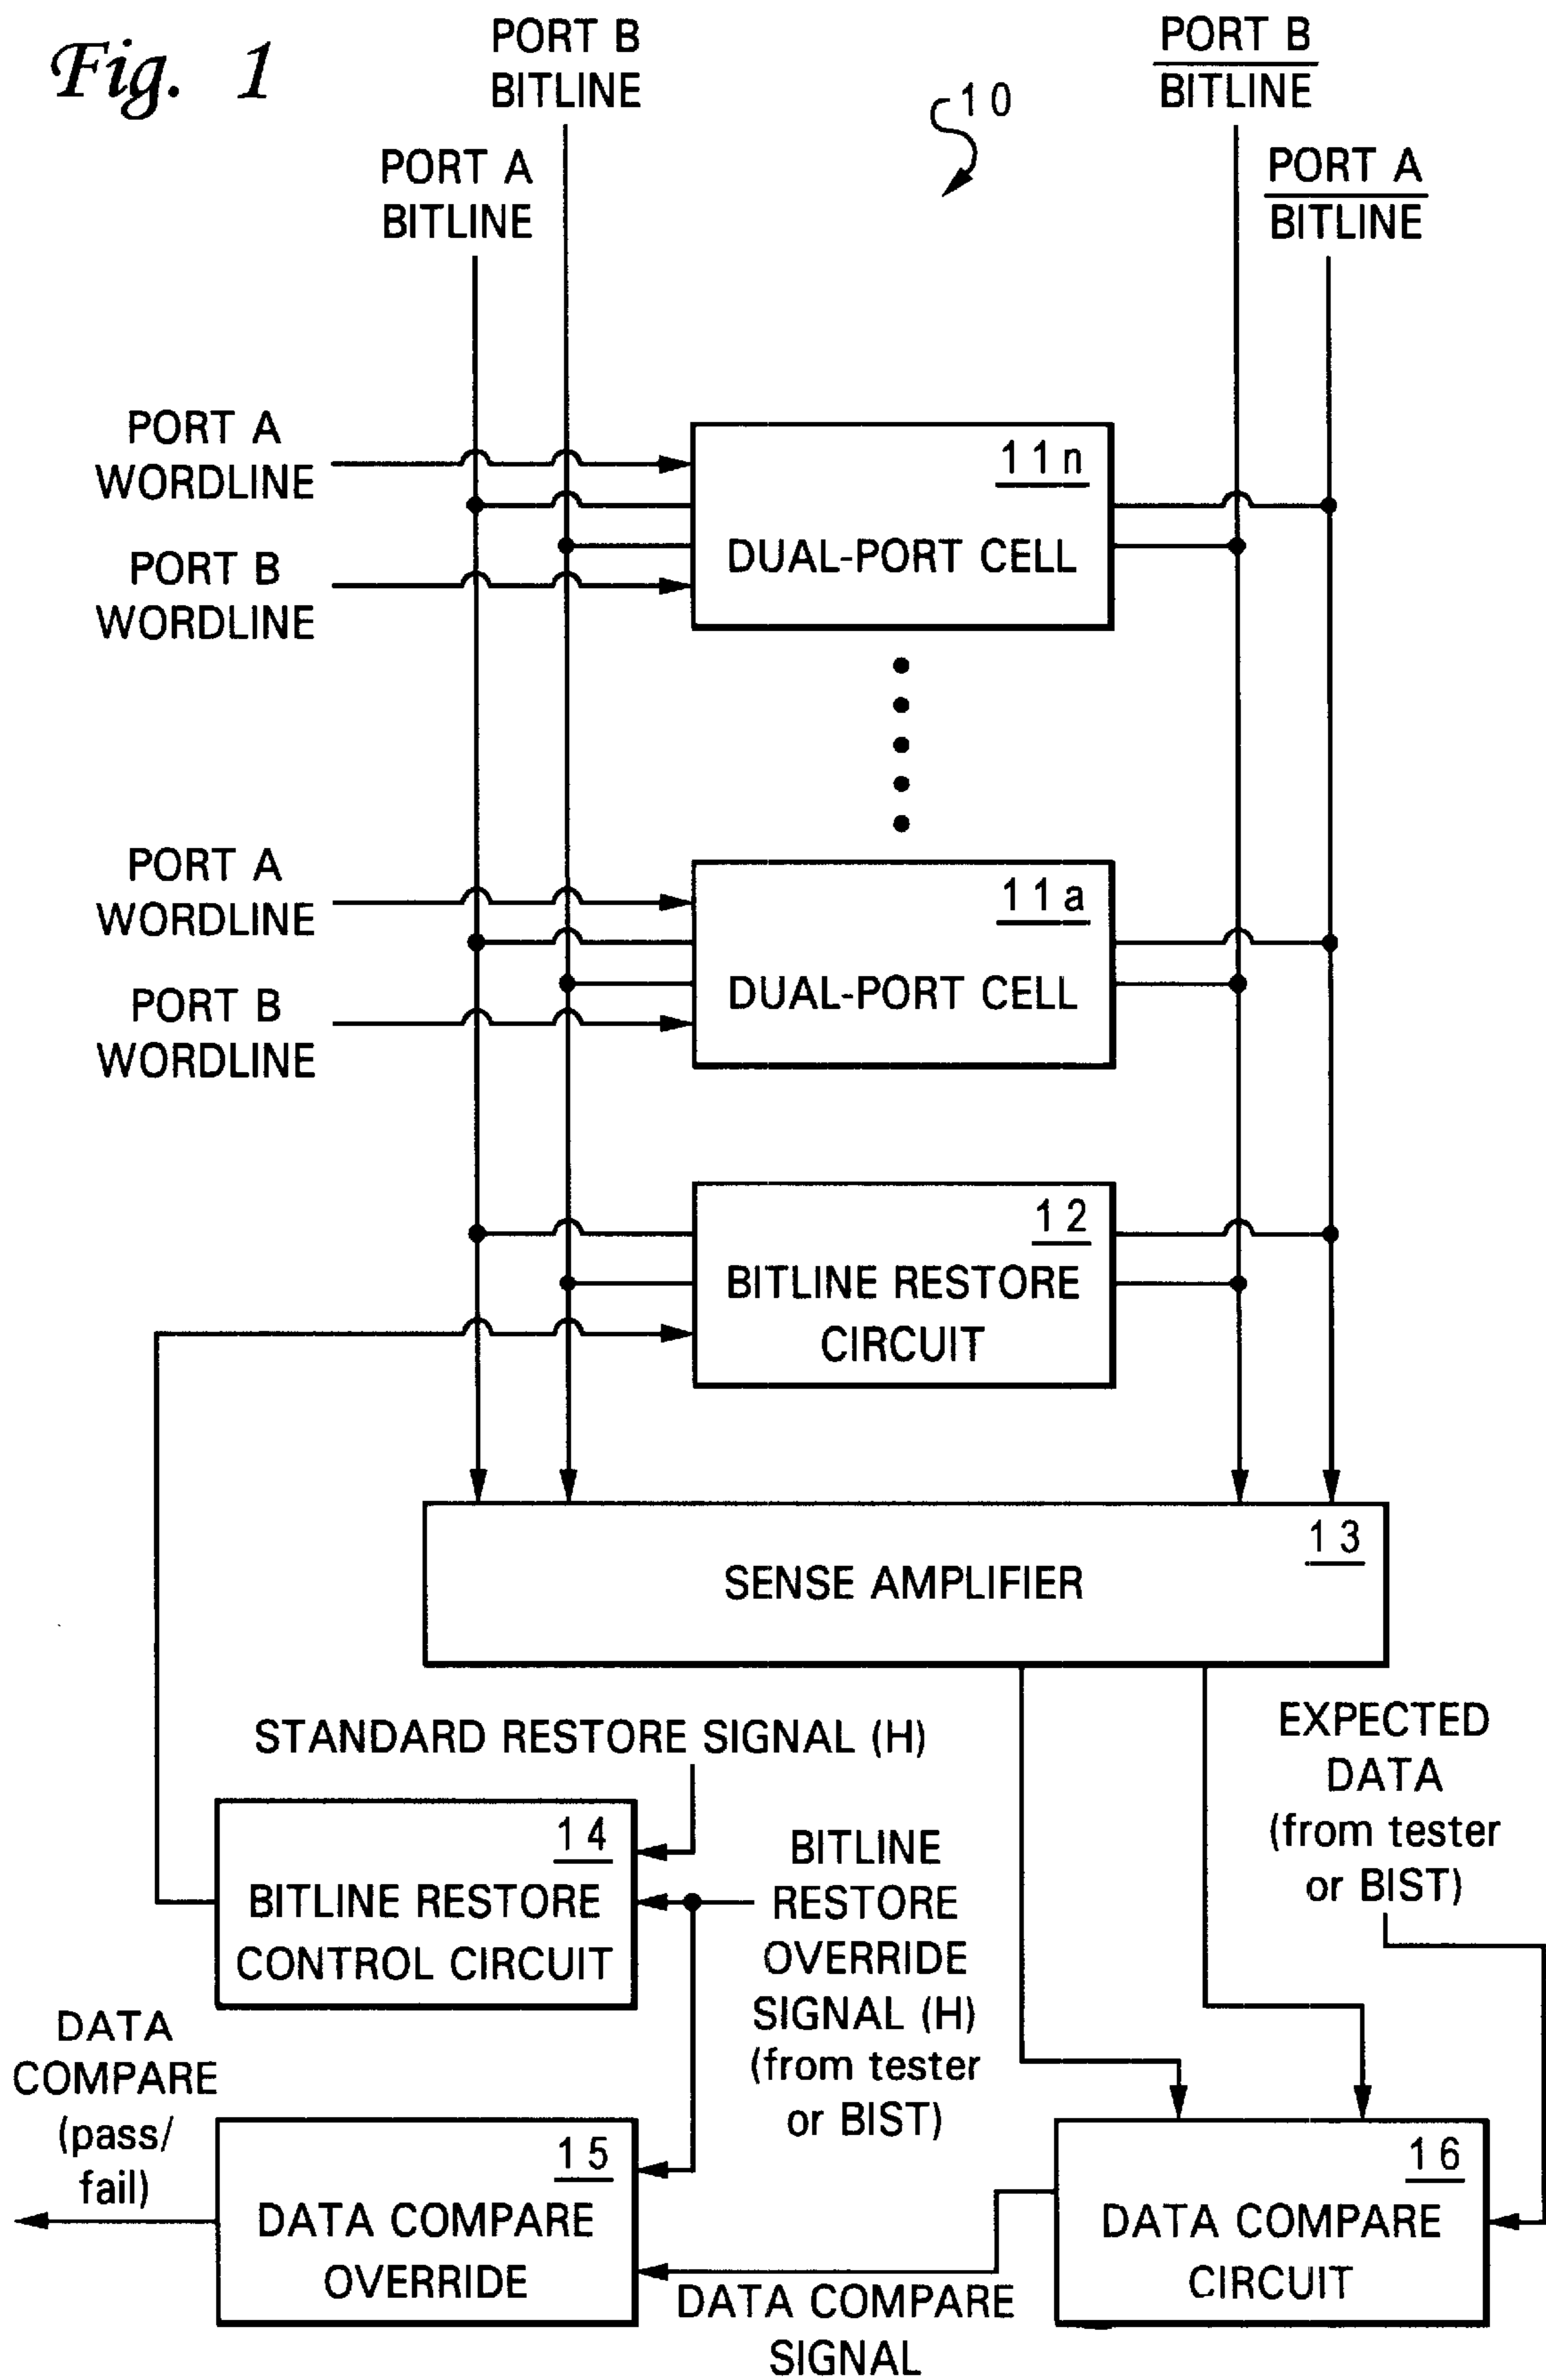 Fig. 1
PORT B
BITLINE
PORT B
BITLINE
10
PORT A
BITLINE
PORT A
BITLINE
PORT A
WORDLINE
11n
DUAL-PORT CELL
PORT B
WORDLINE
PORT A
WORDLINE
11a
DUAL-PORT CELL
PORT B
WORDLINE
12
BITLINE RESTORE
CIRCUIT
13
SENSE AMPLIFIER
STANDARD RESTORE SIGNAL (H)
EXPECTED
DATA
(from tester
or BIST)
14
BITLINE RESTORE
CONTROL CIRCUIT
BITLINE
RESTORE
OVERRIDE
SIGNAL (H)
(from tester
or BIST)
DATA
COMPARE
(pass/
fail)
15
DATA COMPARE
OVERRIDE
16
DATA COMPARE
CIRCUIT
DATA COMPARE
SIGNAL